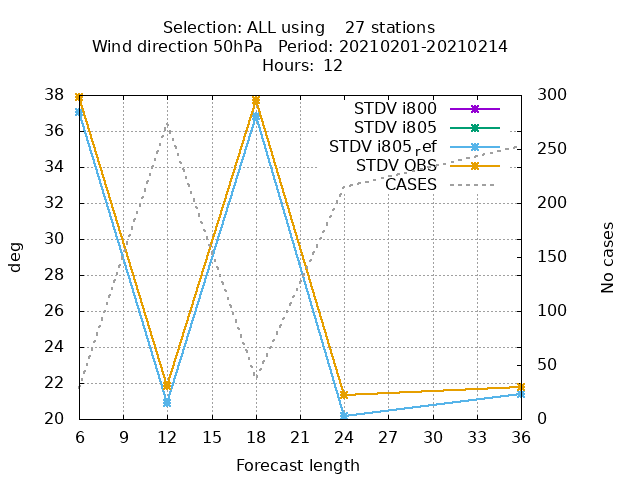 Selection: ALL using 27 stations
Wind direction 50hPa Period: 20210201-20210214
Hours: 12
38 300
STDV i800
36
STDV i805
34 250
STDV i805ref
STDV OBS
CASES
32 200
30
28 150
26 100
24
22 50
20 0
deg
No cases
6 9 12 15 18 21 24 27 30 33 36
Forecast length